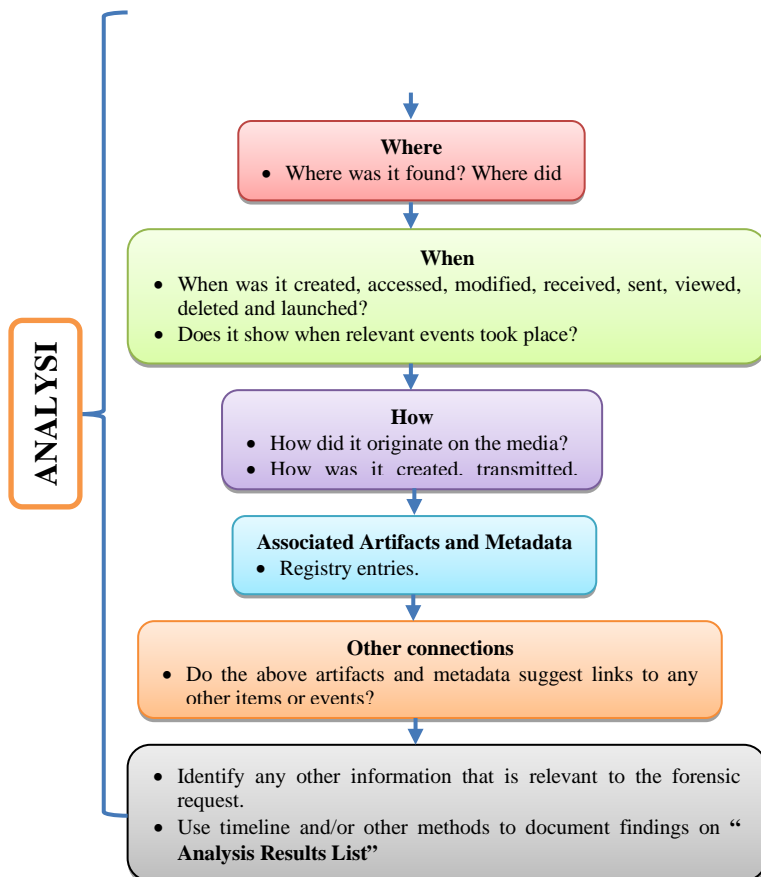 ANALYSI
Where
• Where was it found? Where did
When
• When was it created, accessed, modified, received, sent, viewed,
deleted and launched?
• Does it show when relevant events took place?
How
• How did it originate on the media?
• How was it created, transmitted,
Associated Artifacts and Metadata
• Registry entries.
Other connections
• Do the above artifacts and metadata suggest links to any
other items or events?
• Identify any other information that is relevant to the forensic
request.
• Use timeline and/or other methods to document findings on “
Analysis Results List”